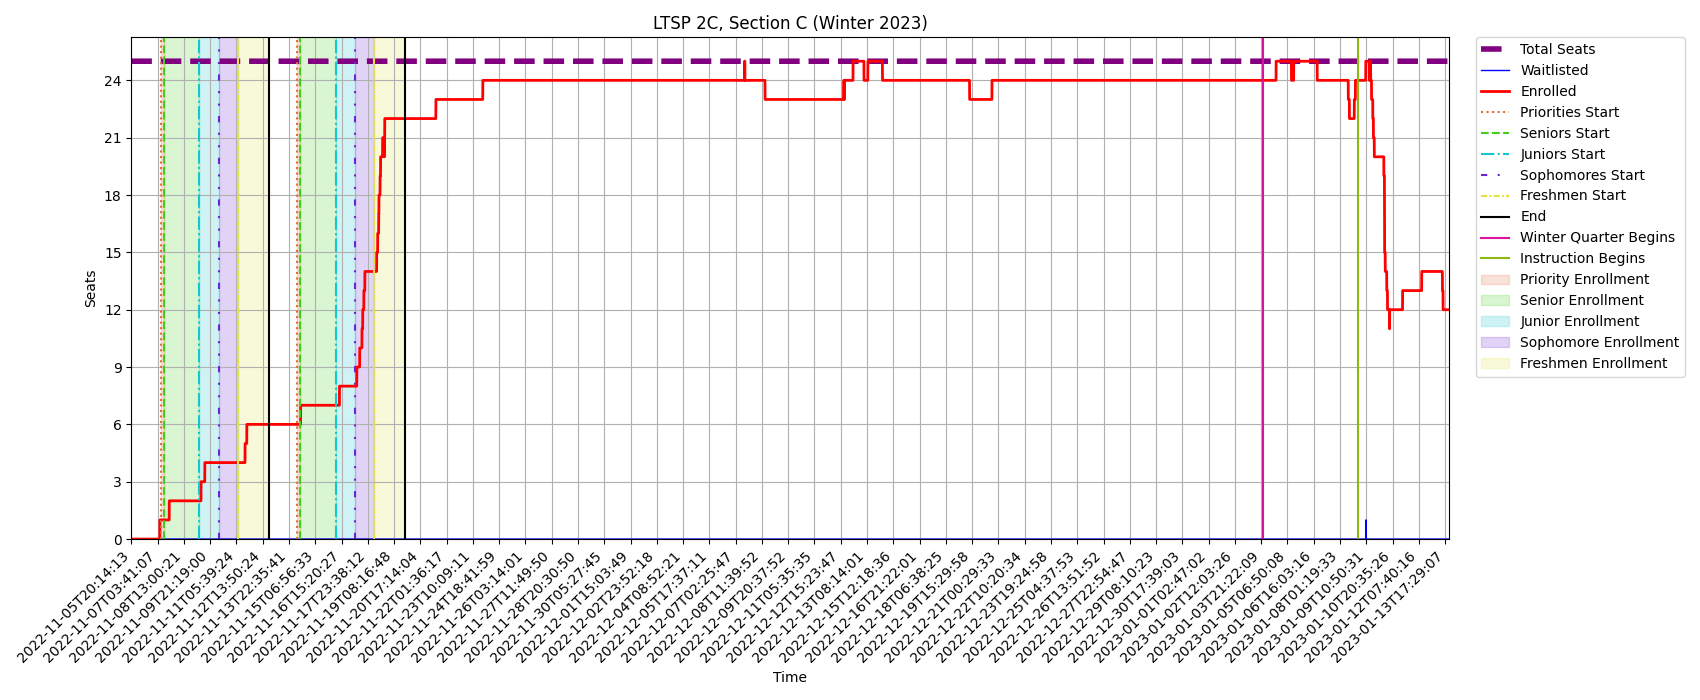 LTSP 2C, Section C (Winter 2023)
Seats
24
21
18
15
12
9
6
3
0
2022-11-05T20:14:13
2022-11-07T03:41:07
2022-11-08T13:00:21
2022-11-09T21:19:00
2022-11-11T05:39:24
2022-11-12T13:50:24
2022-11-13T22:35:41
2022-11-15T06:56:33
2022-11-16T15:20:27
2022-11-17T23:38:12
2022-11-19T08:16:48
2022-11-20T17:14:04
2022-11-22T01:36:17
2022-11-23T10:09:11
2022-11-24T18:41:59
2022-11-26T03:14:01
2022-11-27T11:49:50
2022-11-28T20:30:50
2022-11-30T05:27:45
2022-12-01T15:03:49
2022-12-02T23:52:18
2022-12-04T08:52:21
2022-12-05T17:37:11
2022-12-07T02:25:47
2022-12-08T11:39:52
2022-12-09T20:37:52
2022-12-11T05:35:35
2022-12-12T15:23:47
2022-12-13T08:14:01
2022-12-15T12:18:36
2022-12-16T21:22:01
2022-12-18T06:38:25
2022-12-19T15:29:58
2022-12-21T00:29:33
2022-12-22T10:20:34
2022-12-23T19:24:58
2022-12-25T04:37:53
2022-12-26T13:51:52
2022-12-27T22:54:47
2022-12-29T08:10:23
2022-12-30T17:39:03
2023-01-01T02:47:02
2023-01-02T12:03:26
2023-01-03T21:22:09
2023-01-05T06:50:08
2023-01-06T16:03:16
2023-01-08T01:19:33
2023-01-09T10:50:31
2023-01-10T20:35:26
2023-01-12T07:40:16
2023-01-13T17:29:07
Time
Total Seats
Waitlisted
Enrolled
Priorities Start
Seniors Start
Juniors Start
Sophomores Start
Freshmen Start
End
Winter Quarter Begins
Instruction Begins
Priority Enrollment
Senior Enrollment
Junior Enrollment
Sophomore Enrollment
Freshmen Enrollment